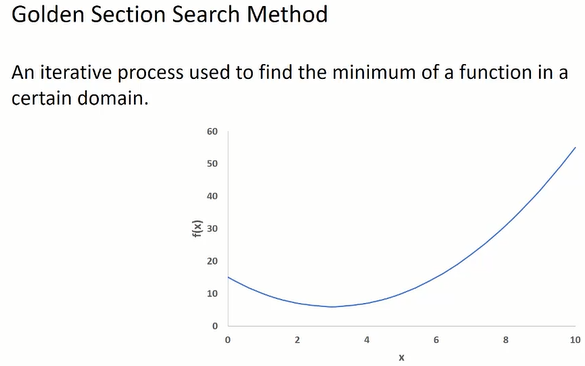 Golden Section Search Method
An iterative process used to find the minimum of a function in a
certain domain.
60
50
40
30
20
10
0
f(x)
0 2 4 6 8 10
x